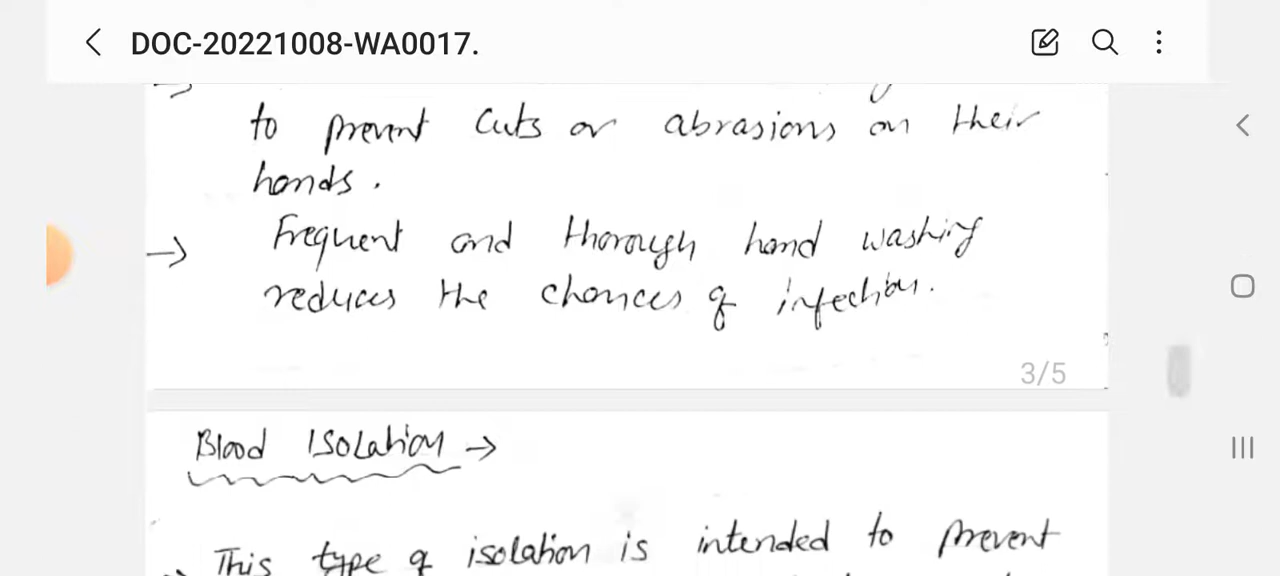 DOC-20221008-WA0017.
to prevent cuts or abrasions on their
hands.
→ Frequent and thorough hand washing
reduces the chances of infection.
3/5
Blood Isolation →
This type of isolation is intended to prevent